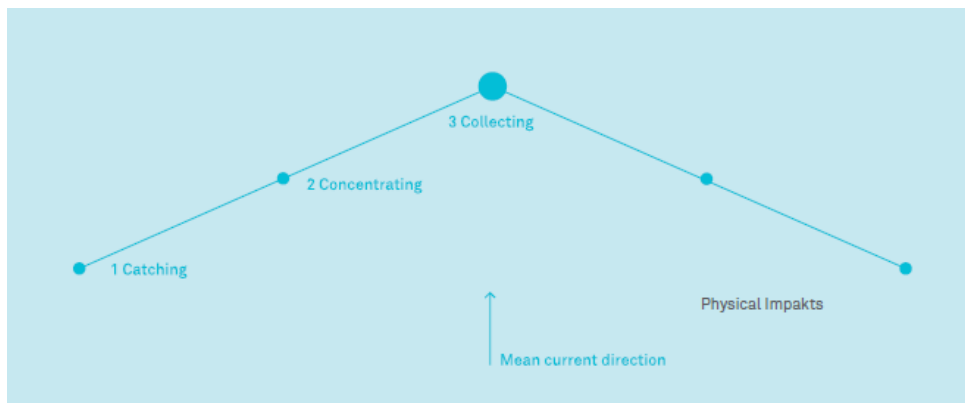 3 Collecting
2 Concentrating
1 Catching
Physical Impakts
Mean current direction